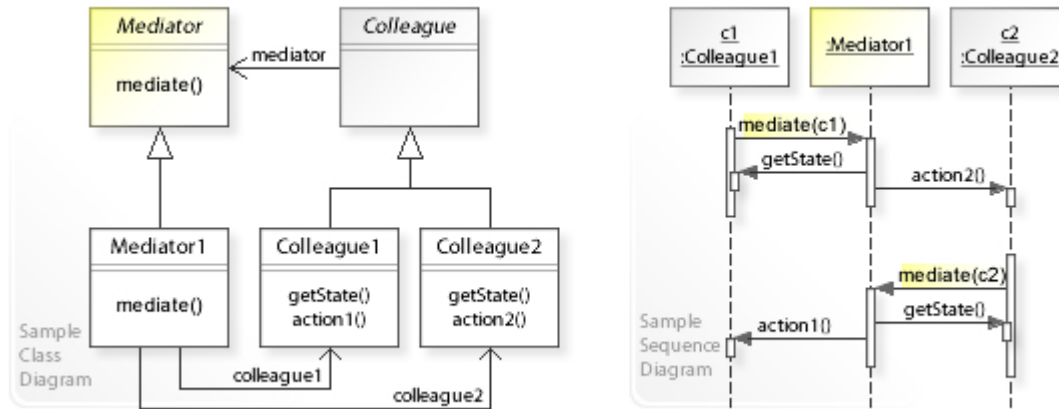 Mediator
mediate()
mediator
Colleague
Mediator1
mediate()
Colleague1
getState()
action1()
Colleague2
getState()
action2()
colleague1
colleague2
Sample
Class
Diagram
c1
:Colleague1
:Mediator1
c2
:Colleague2
mediate(c1)
getState()
action2()
mediate(c2)
getState()
action1()
Sample
Sequence
Diagram